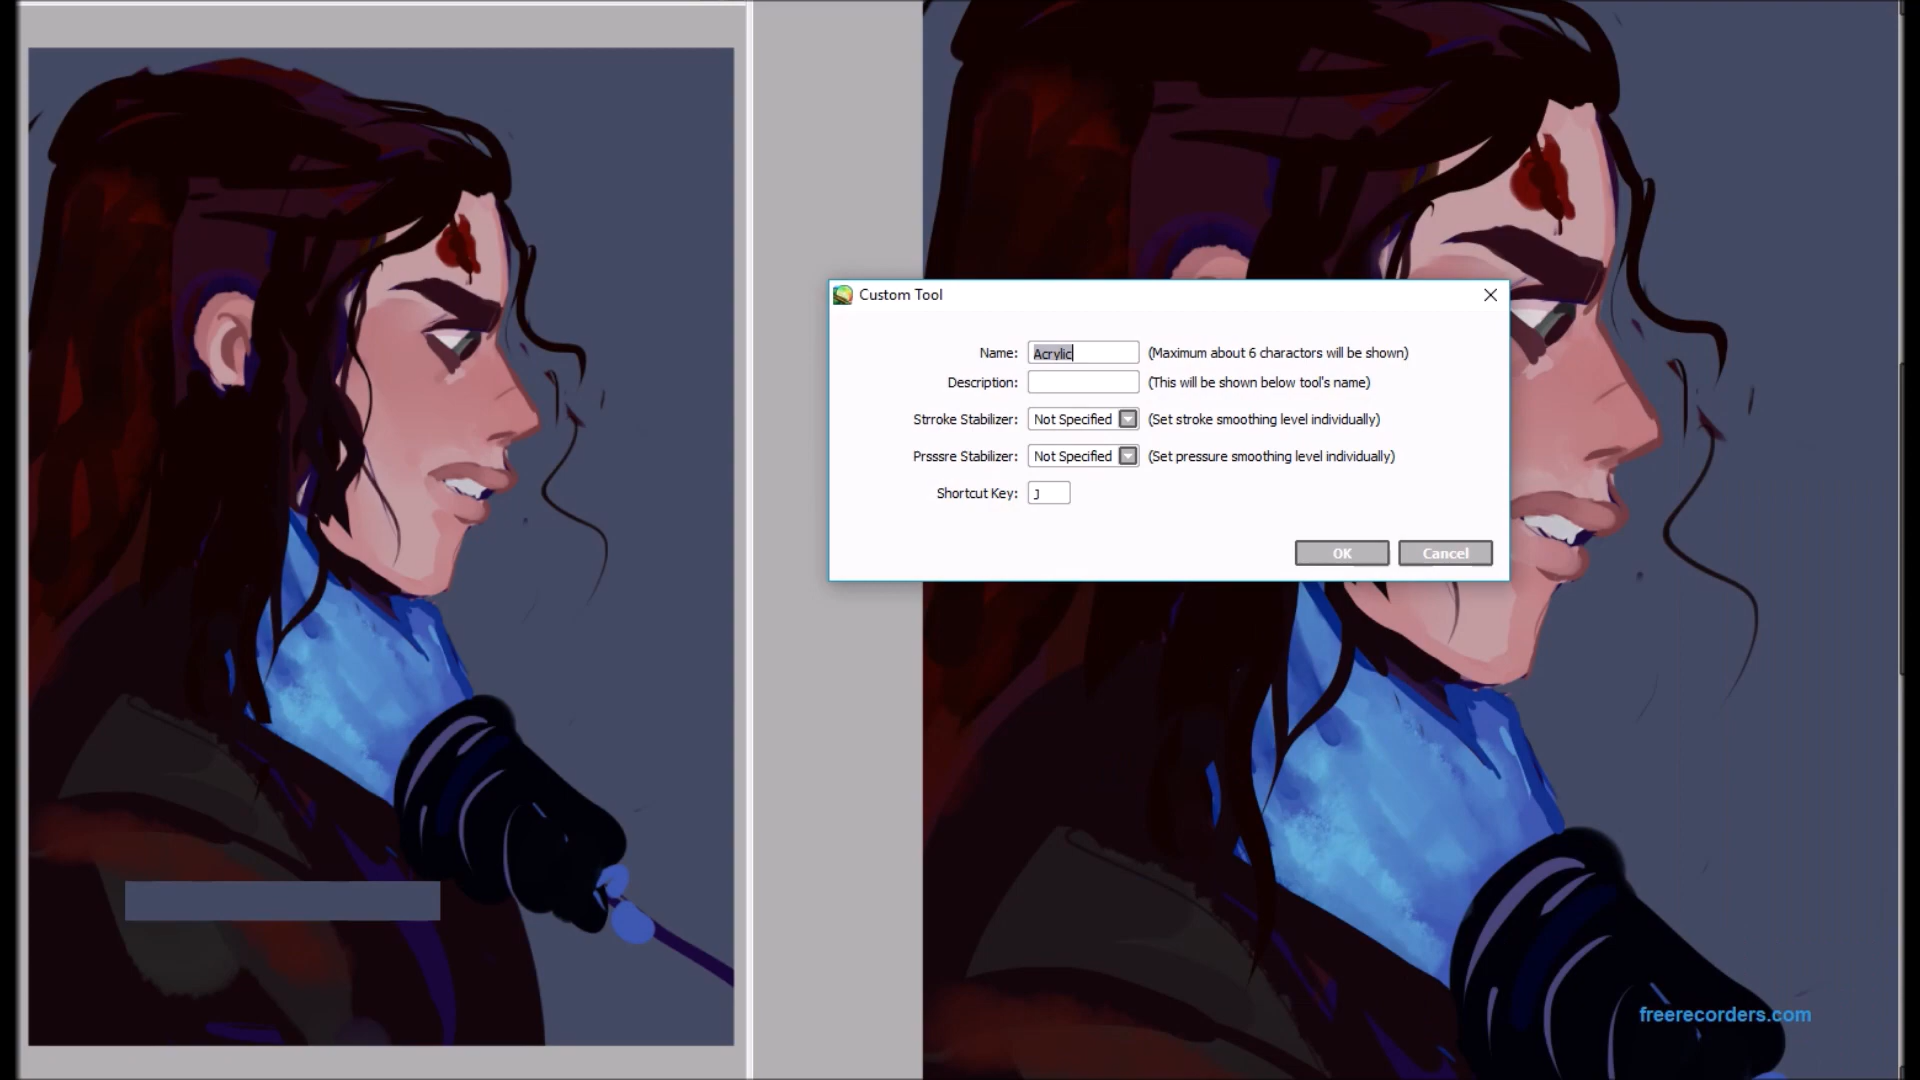 Custom Tool
Name: Acrylic (Maximum about 6 charactors will be shown)
Description: (This will be shown below tool's name)
Strroke Stabilizer: Not Specified (Set stroke smoothing level individually)
Prsssre Stabilizer: Not Specified (Set pressure smoothing level individually)
Shortcut Key: J
OK Cancel
freerecorders.com